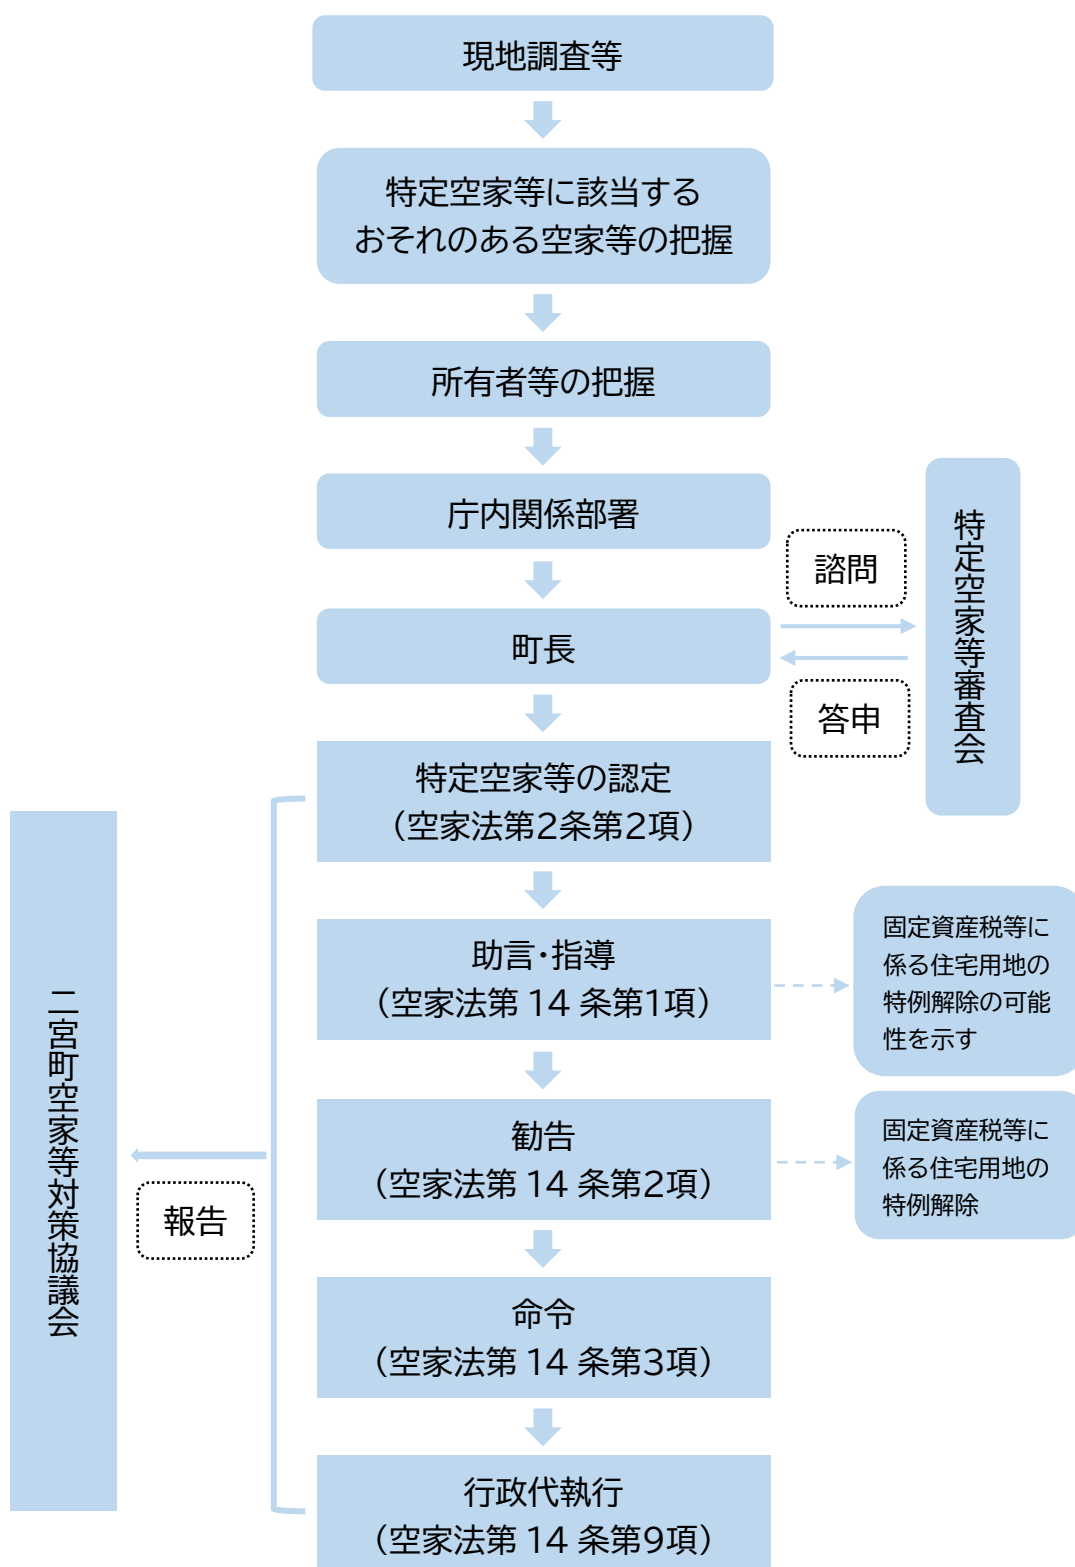 現地調査等
特定空家等に該当する
おそれのある空家等の把握
所有者等の把握
庁内関係部署
諮問
特定空家等審査会
町長
答申
特定空家等の認定
（空家法第2条第2項）
助言・指導
（空家法第 14 条第1項）
固定資産税等に
係る住宅用地の
特例解除の可能
性を示す
勧告
（空家法第 14 条第2項）
固定資産税等に
係る住宅用地の
特例解除
二宮町空家等対策協議会
報告
命令
（空家法第 14 条第3項）
行政代執行
（空家法第 14 条第9項）